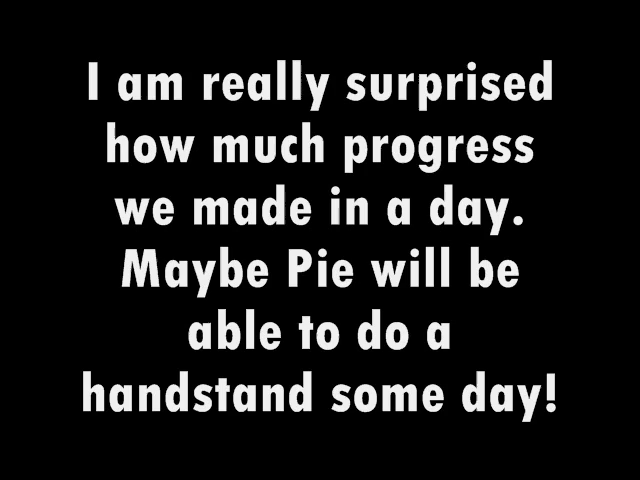 I am really surprised
how much progress
we made in a day.
Maybe Pie will be
able to do a
handstand some day!